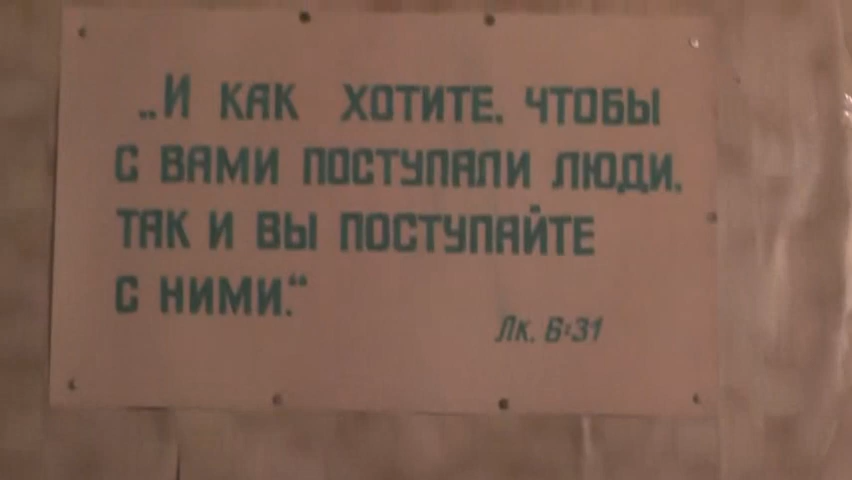 „И КАК ХОТИТЕ, ЧТОБЫ
С ВАМИ ПОСТУПАЛИ ЛЮДИ,
ТАК И ВЫ ПОСТУПАЙТЕ
С НИМИ.“
Лк. 6:31